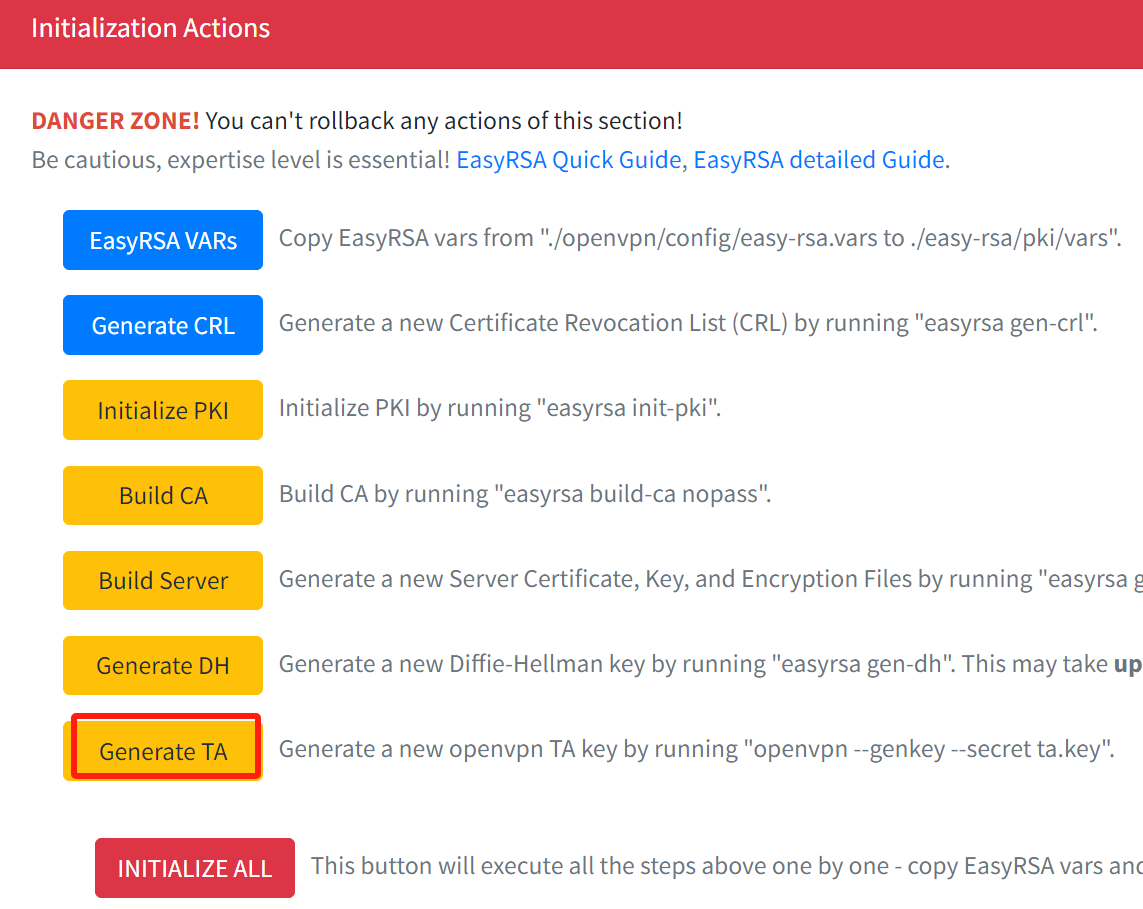 Initialization Actions
DANGER ZONE! You can't rollback any actions of this section!
Be cautious, expertise level is essential! EasyRSA Quick Guide, EasyRSA detailed Guide.
EasyRSA VARs Copy EasyRSA vars from "./openvpn/config/easy-rsa.vars to ./easy-rsa/pki/vars".
Generate CRL Generate a new Certificate Revocation List (CRL) by running "easyrsa gen-crl".
Initialize PKI Initialize PKI by running "easyrsa init-pki".
Build CA Build CA by running "easyrsa build-ca nopass".
Build Server Generate a new Server Certificate, Key, and Encryption Files by running "easyrsa g
Generate DH Generate a new Diffie-Hellman key by running "easyrsa gen-dh". This may take up
Generate TA Generate a new openvpn TA key by running "openvpn --genkey --secret ta.key".
INITIALIZE ALL This button will execute all the steps above one by one - copy EasyRSA vars and